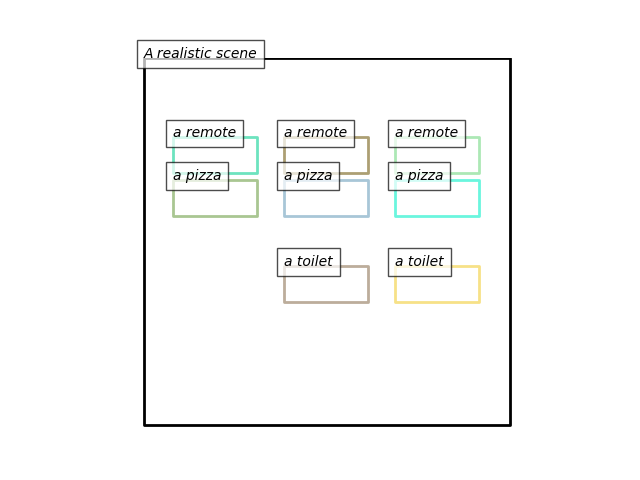 A realistic scene
a remote a remote a remote
a pizza a pizza a pizza
a toilet a toilet